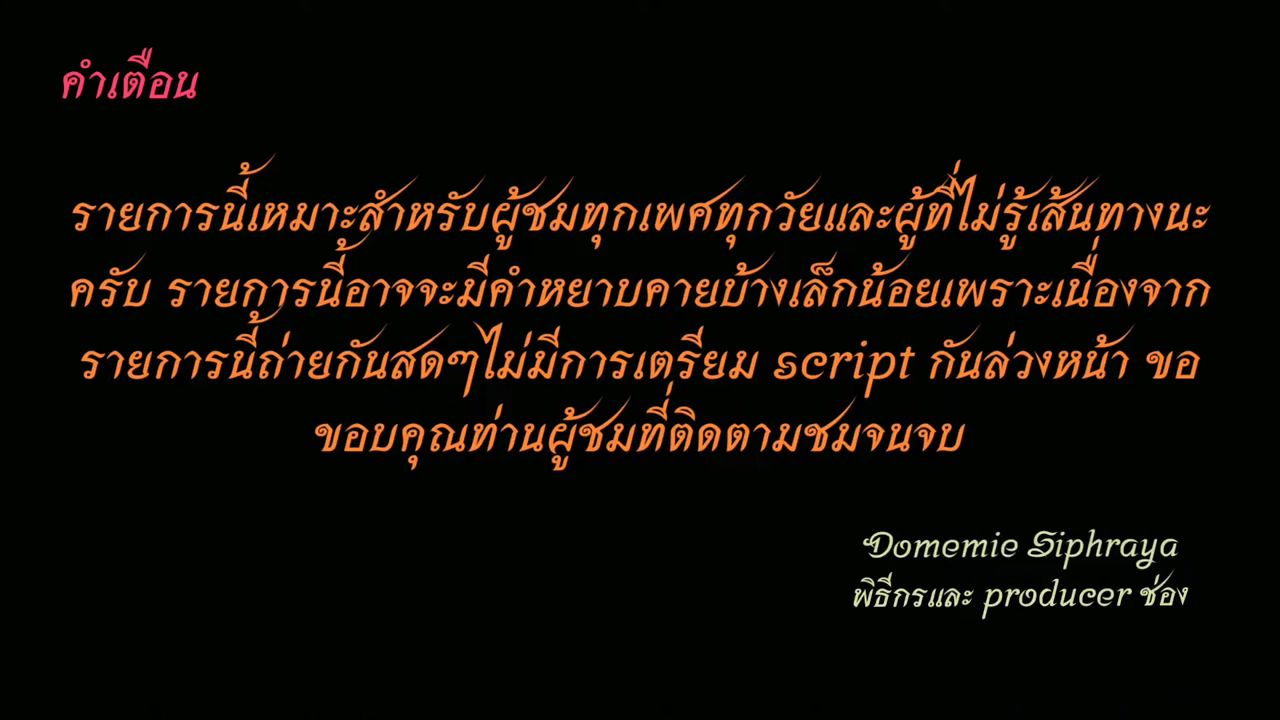 คำเตือน
รายการนี้เหมาะสำหรับผู้ชมทุกเพศทุกวัยและผู้ที่ไม่รู้เส้นทางนะ
ครับ รายการนี้อาจจะมีคำหยาบคายบ้างเล็กน้อยเพราะเนื่องจาก
รายการนี้ถ่ายกันสดๆไม่มีการเตรียม script กันล่วงหน้า ขอ
ขอบคุณท่านผู้ชมที่ติดตามชมจนจบ
Domemie Siphraya
พิธีกรและ producer ช่อง